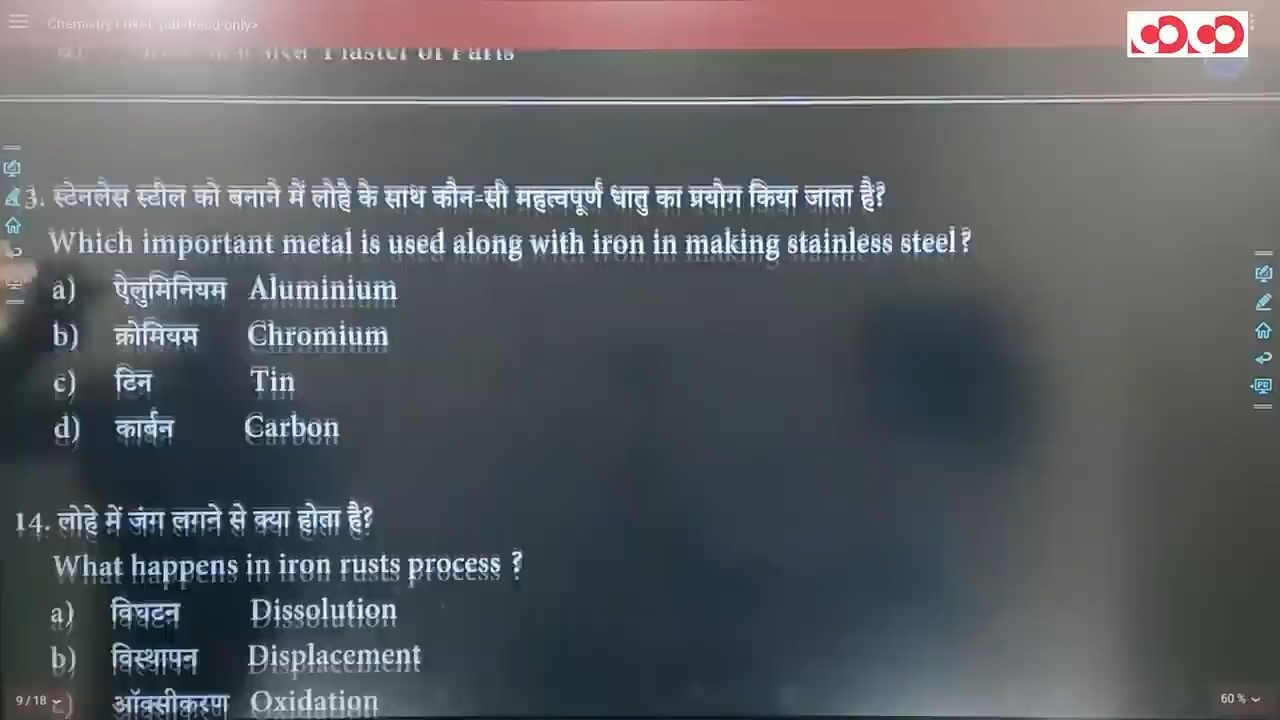 Plaster of Paris
3. स्टेनलेस स्टील को बनाने में लोहे के साथ कौन-सी महत्वपूर्ण धातु का प्रयोग किया जाता है?
Which important metal is used along with iron in making stainless steel?
a) ऐलुमिनियम Aluminium
b) क्रोमियम Chromium
c) टिन Tin
d) कार्बन Carbon
14. लोहे में जंग लगने से क्या होता है?
What happens in iron rusts process ?
a) विघटन Dissolution
b) विस्थापन Displacement
c) ऑक्सीकरण Oxidation
9/18
60 %